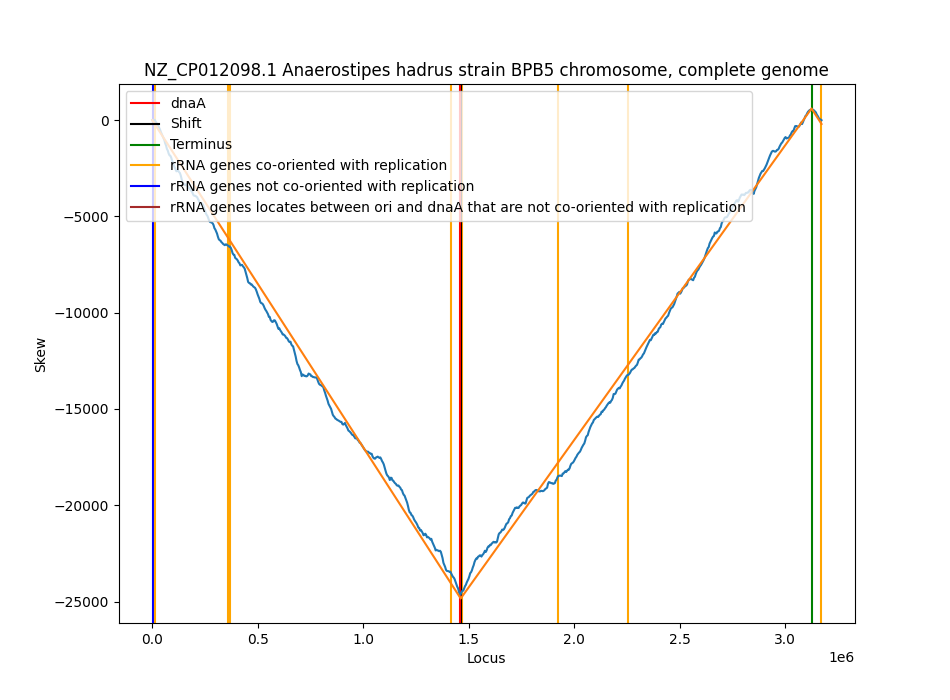 NZ_CP012098.1 Anaerostipes hadrus strain BPB5 chromosome, complete genome
dnaA
Shift
Terminus
rRNA genes co-oriented with replication
rRNA genes not co-oriented with replication
rRNA genes locates between ori and dnaA that are not co-oriented with replication
Skew
0
−5000
−10000
−15000
−20000
−25000
0.0 0.5 1.0 1.5 2.0 2.5 3.0
Locus
1e6